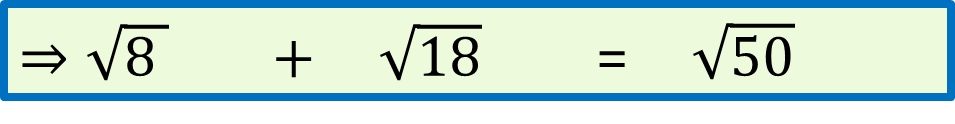 ⇒ √8 + √18 = √50